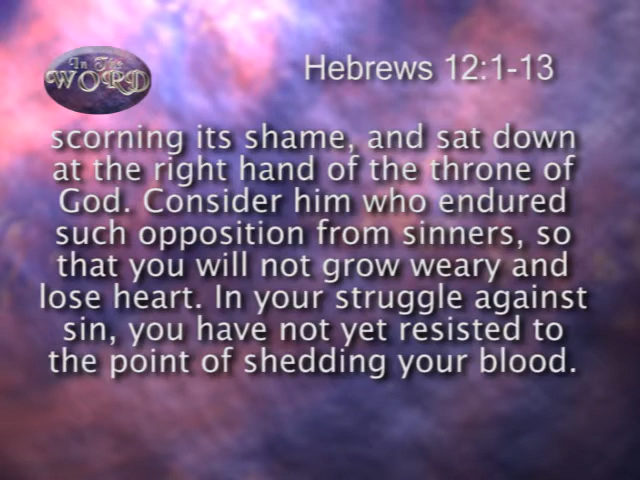 In The
WORD
Hebrews 12:1-13
scorning its shame, and sat down
at the right hand of the throne of
God. Consider him who endured
such opposition from sinners, so
that you will not grow weary and
lose heart. In your struggle against
sin, you have not yet resisted to
the point of shedding your blood.